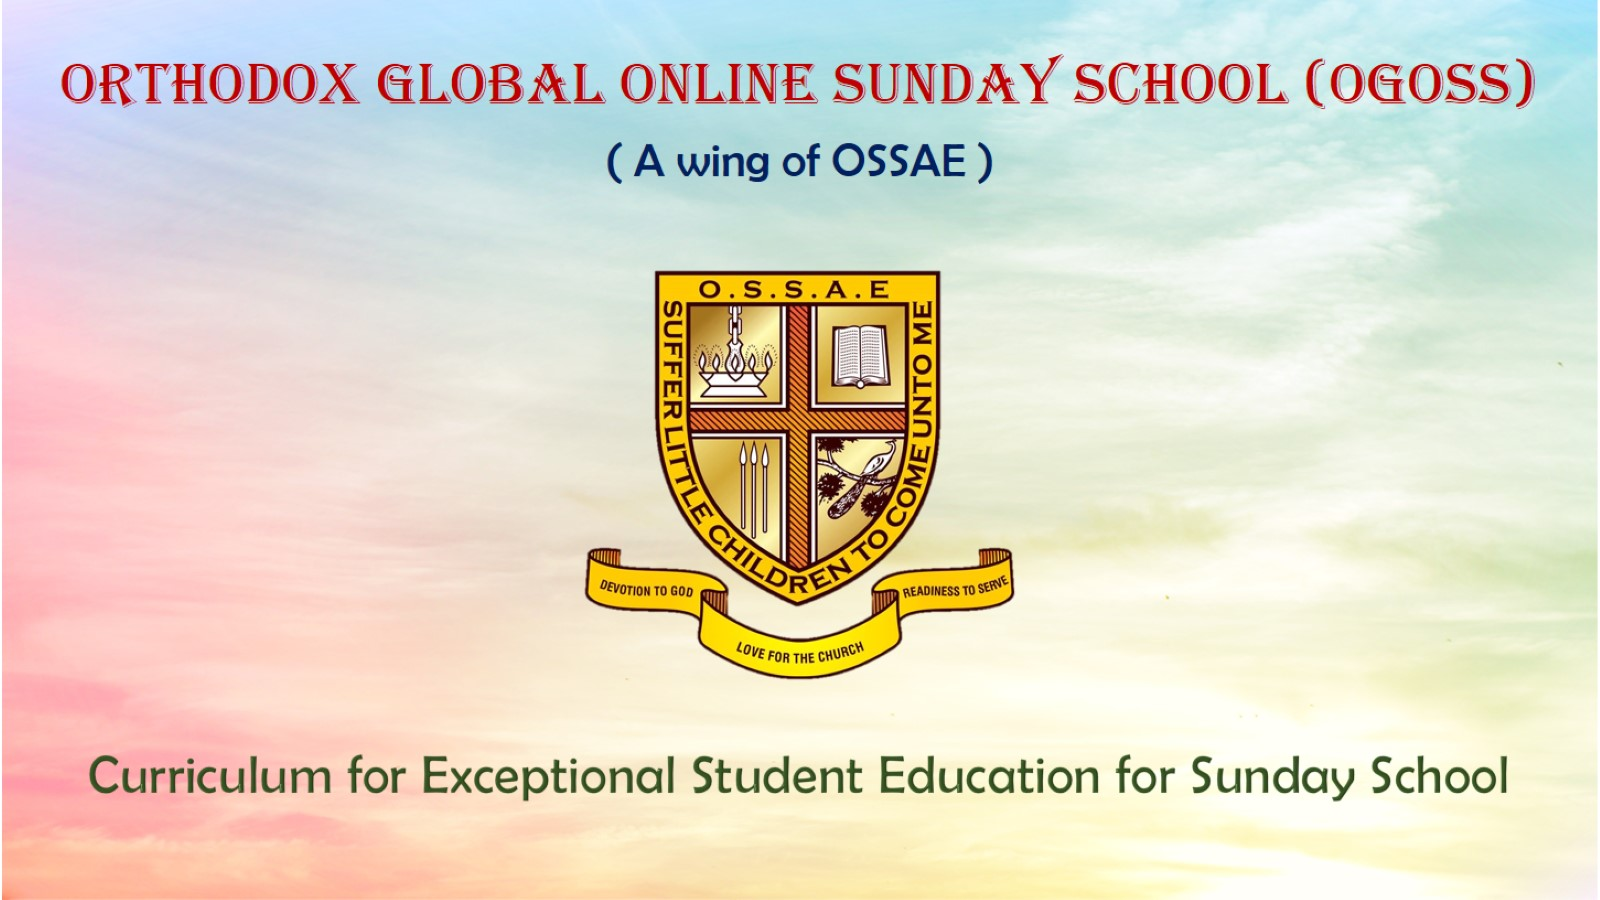 ORTHODOX GLOBAL ONLINE SUNDAY SCHOOL (OGOSS)
( A wing of OSSAE )
O.S.S.A.E
SUFFER LITTLE CHILDREN TO COME UNTO ME
DEVOTION TO GOD
LOVE FOR THE CHURCH
READINESS TO SERVE
Curriculum for Exceptional Student Education for Sunday School